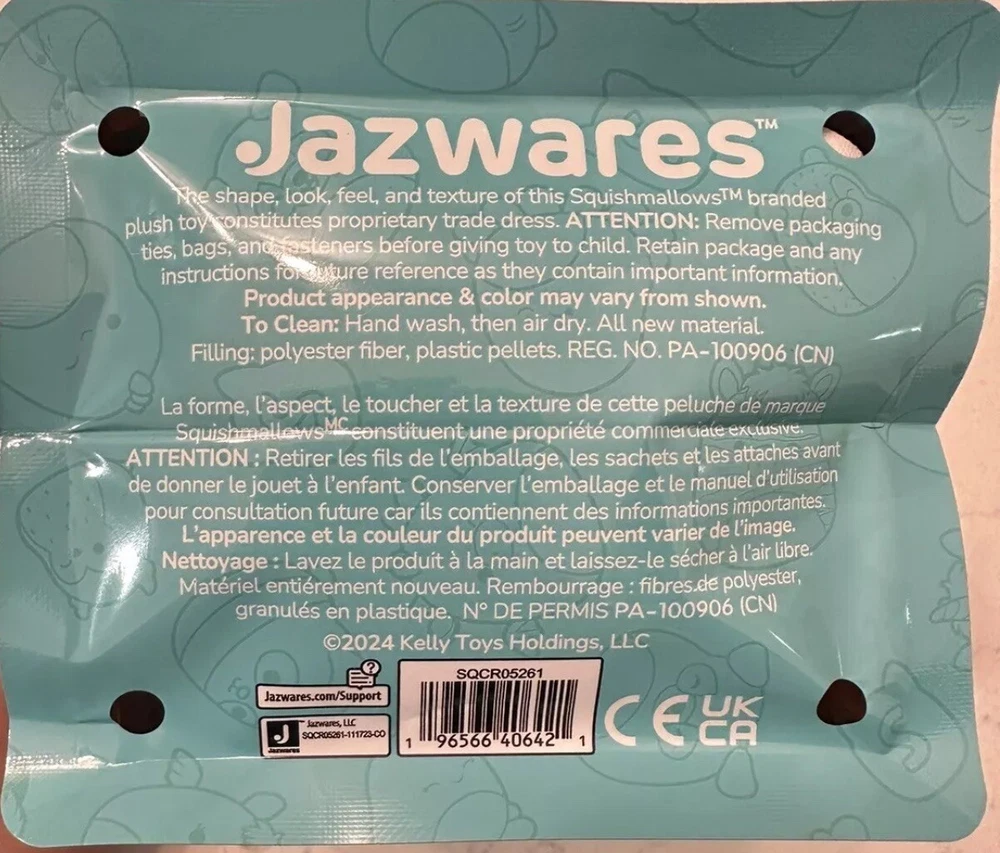 Jazwares™
The shape, look, feel, and texture of this Squishmallows™ branded
plush toy constitutes proprietary trade dress. ATTENTION: Remove packaging
ties, bags, and fasteners before giving toy to child. Retain package and any
instructions for future reference as they contain important information.
Product appearance & color may vary from shown.
To Clean: Hand wash, then air dry. All new material.
Filling: polyester fiber, plastic pellets. REG. NO. PA-100906 (CN)
La forme, l'aspect, le toucher et la texture de cette peluche de marque
Squishmallows MC constituent une propriété commerciale exclusive.
ATTENTION : Retirer les fils de l'emballage, les sachets et les attaches avant
de donner le jouet à l'enfant. Conserver l'emballage et le manuel d'utilisation
pour consultation future car ils contiennent des informations importantes.
L'apparence et la couleur du produit peuvent varier de l'image.
Nettoyage : Lavez le produit à la main et laissez-le sécher à l'air libre.
Matériel entiérement nouveau. Rembourrage : fibres de polyester,
granulés en plastique. N° DE PERMIS PA-100906 (CN)
©2024 Kelly Toys Holdings, LLC
?
Jazwares.com/Support
J™
Jazwares
Jazwares, LLC
SQCR05261-111723-CO
SQCR05261
1 96566 40642 1
CE
UK
CA